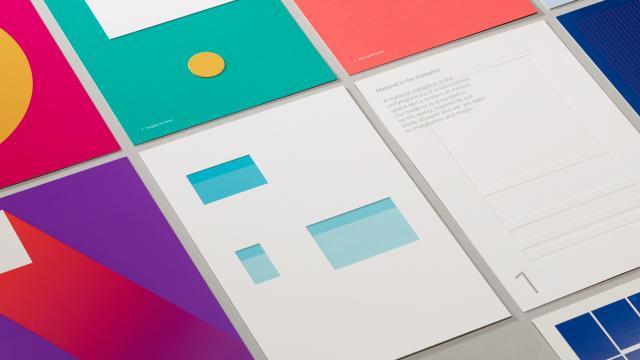 Material is the metaphor
A material metaphor is the
unifying theory of a rationalized
space and a system of motion.
Our material is grounded in
tactile reality, inspired by our
study of paper and ink, yet open
to imagination and magic.
1